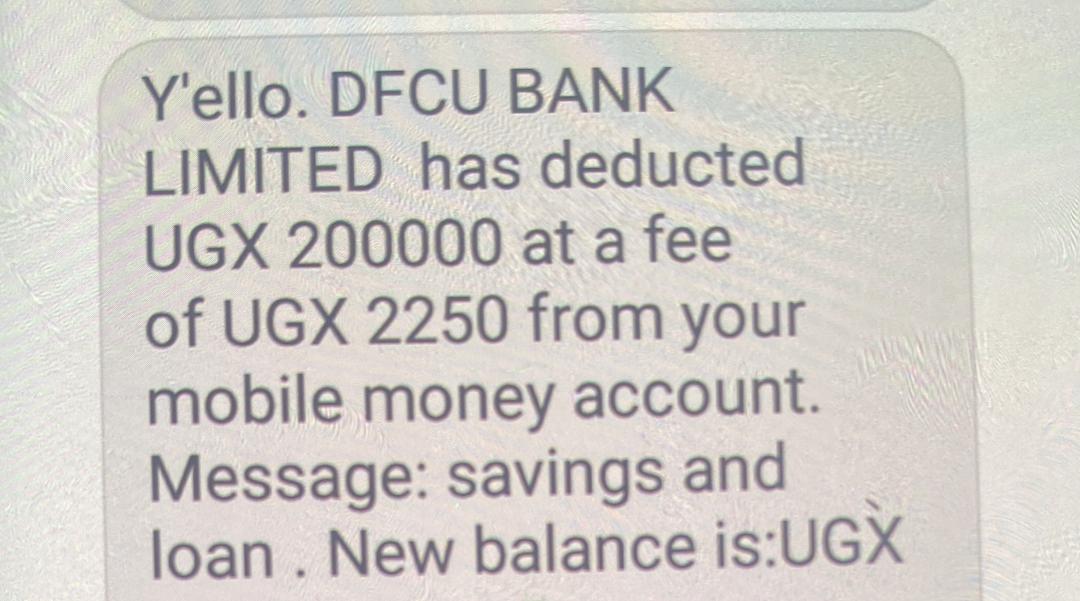 Y'ello. DFCU BANK
LIMITED has deducted
UGX 200000 at a fee
of UGX 2250 from your
mobile money account.
Message: savings and
loan . New balance is:UGX